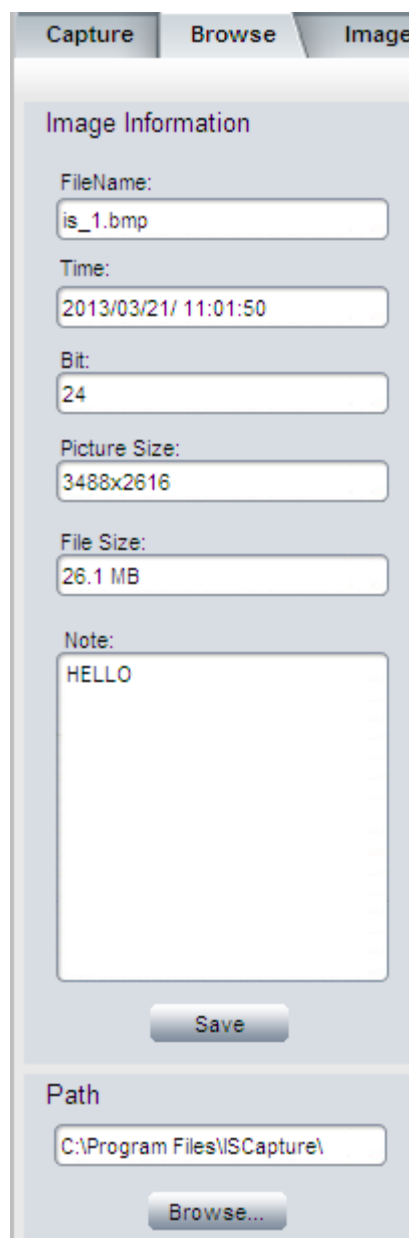 Capture Browse Image
Image Information
FileName:
is_1.bmp
Time:
2013/03/21/ 11:01:50
Bit:
24
Picture Size:
3488x2616
File Size:
26.1 MB
Note:
HELLO
Save
Path
C:\Program Files\ISCapture\
Browse...